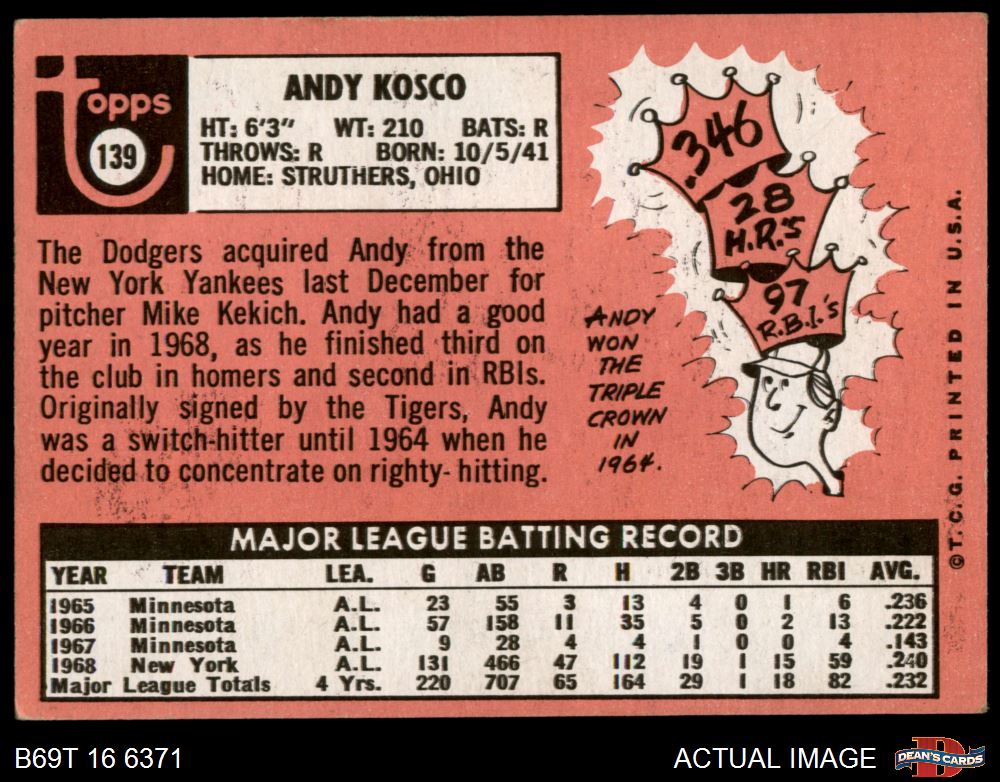 topps
139
ANDY KOSCO
HT: 6'3" WT: 210 BATS: R
THROWS: R BORN: 10/5/41
HOME: STRUTHERS, OHIO
The Dodgers acquired Andy from the
New York Yankees last December for
pitcher Mike Kekich. Andy had a good
year in 1968, as he finished third on
the club in homers and second in RBIs.
Originally signed by the Tigers, Andy
was a switch-hitter until 1964 when he
decided to concentrate on righty- hitting.
.346
28
H.R.'S
97
R.B.I.'s
ANDY
WON
THE
TRIPLE
CROWN
IN
1964.
©T.C.G. PRINTED IN U.S.A.
MAJOR LEAGUE BATTING RECORD
YEAR TEAM LEA. G AB R H 2B 3B HR RBI AVG.
1965 Minnesota A.L. 23 55 3 13 4 0 1 6 .236
1966 Minnesota A.L. 57 158 11 35 5 0 2 13 .222
1967 Minnesota A.L. 9 28 4 4 1 0 0 4 .143
1968 New York A.L. 131 466 47 112 19 1 15 59 .240
Major League Totals 4 Yrs. 220 707 65 164 29 1 18 82 .232
B69T 16 6371
ACTUAL IMAGE
D
DEAN'S CARDS